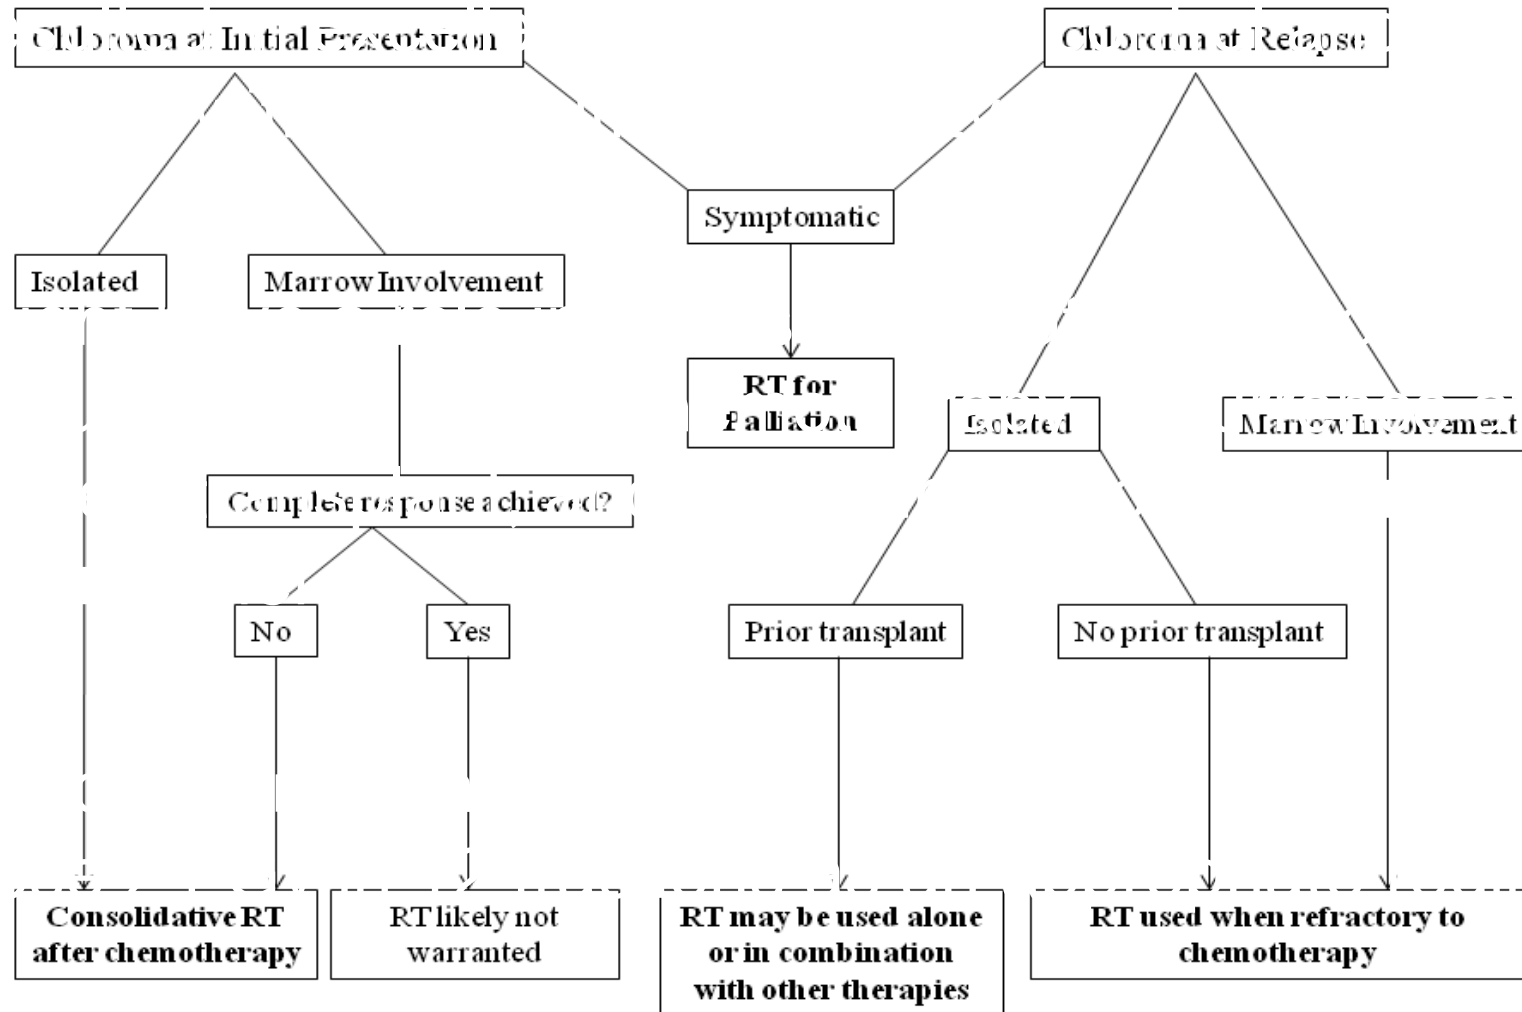 Chloroma at Initial Presentation
Chloroma at Relapse
Symptomatic
Isolated
Marrow Involvement
RT for
Palliation
Isolated
Marrow Involvement
Complete response achieved?
No
Yes
Prior transplant
No prior transplant
Consolidative RT
after chemotherapy
RT likely not
warranted
RT may be used alone
or in combination
with other therapies
RT used when refractory to
chemotherapy